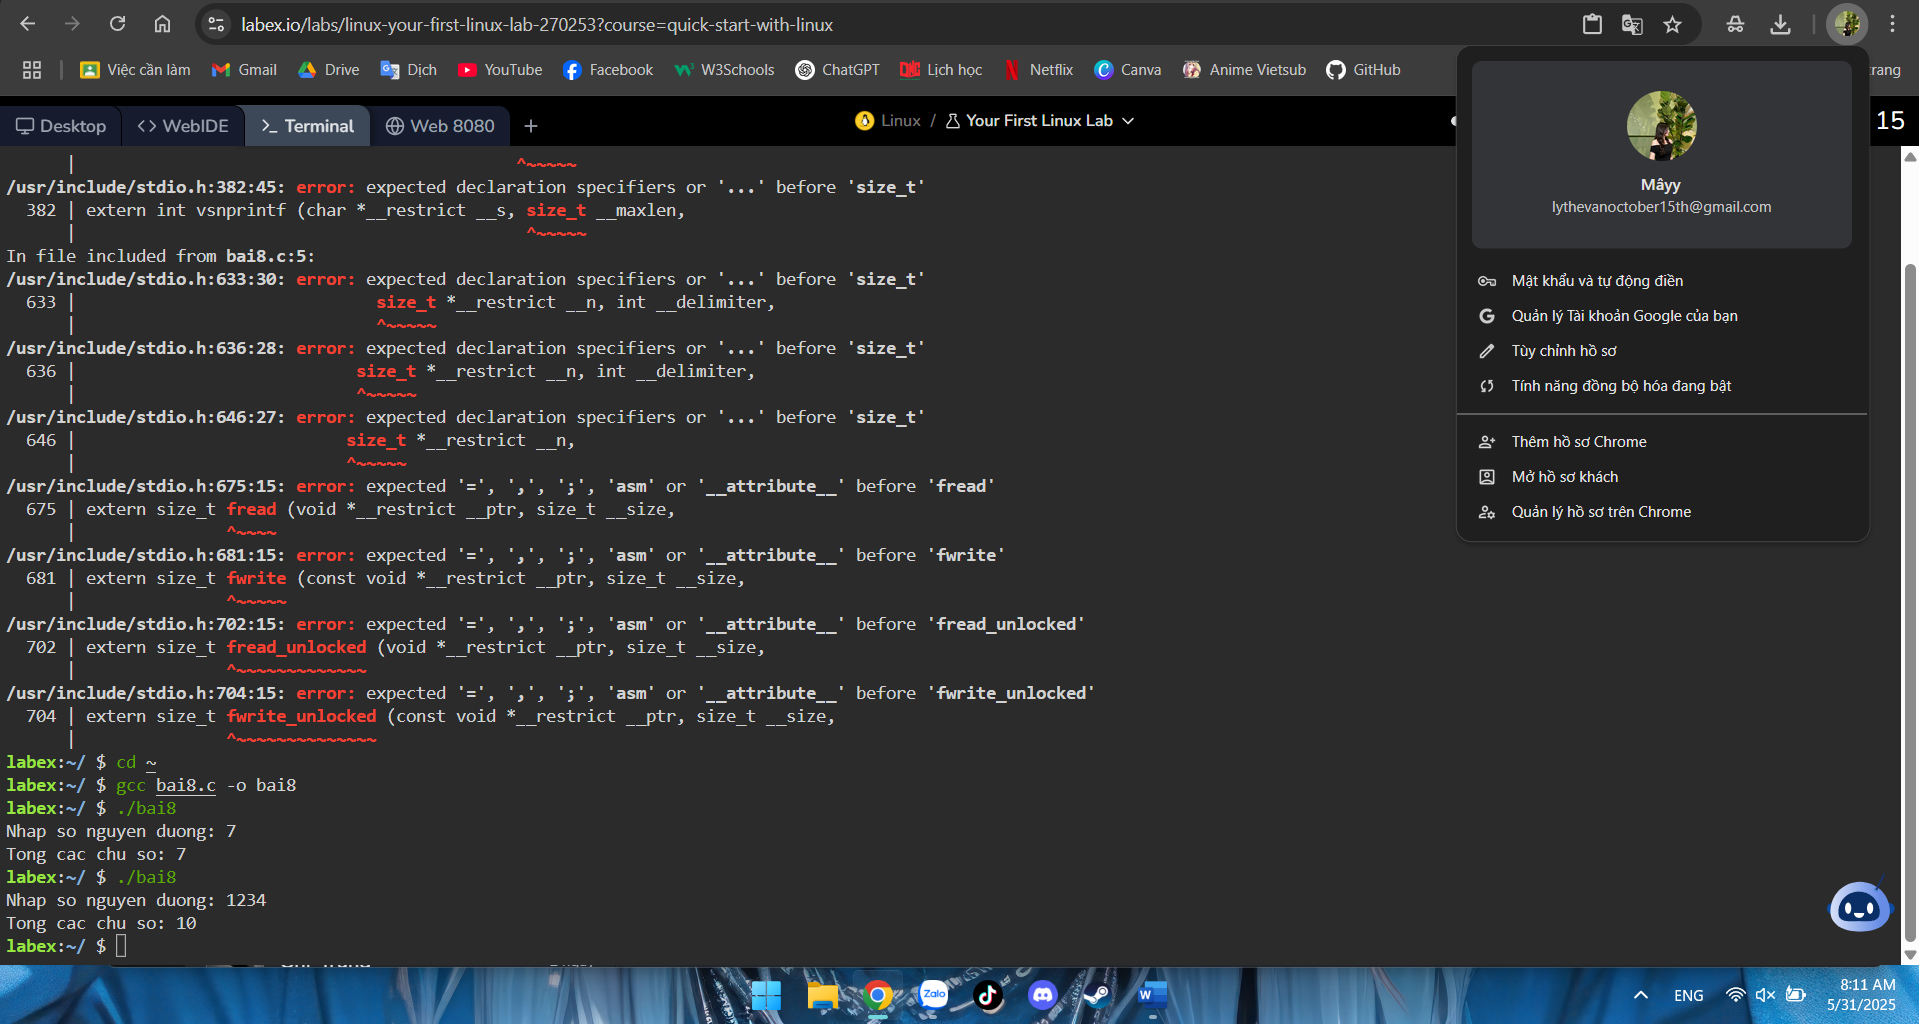 labex.io/labs/linux-your-first-linux-lab-270253?course=quick-start-with-linux
Việc cần làm Gmail Drive Dịch YouTube Facebook W3Schools ChatGPT Lịch học Netflix Canva Anime Vietsub GitHub
Desktop WebIDE Terminal Web 8080 + Linux / Your First Linux Lab 15
| ^~~~~~
/usr/include/stdio.h:382:45: error: expected declaration specifiers or '...' before 'size_t'
382 | extern int vsnprintf (char *__restrict __s, size_t __maxlen,
| ^~~~~~
In file included from bai8.c:5:
/usr/include/stdio.h:633:30: error: expected declaration specifiers or '...' before 'size_t'
633 | size_t *__restrict __n, int __delimiter,
| ^~~~~~
/usr/include/stdio.h:636:28: error: expected declaration specifiers or '...' before 'size_t'
636 | size_t *__restrict __n, int __delimiter,
| ^~~~~~
/usr/include/stdio.h:646:27: error: expected declaration specifiers or '...' before 'size_t'
646 | size_t *__restrict __n,
| ^~~~~~
/usr/include/stdio.h:675:15: error: expected '=', ',', ';', 'asm' or '__attribute__' before 'fread'
675 | extern size_t fread (void *__restrict __ptr, size_t __size,
| ^~~~~
/usr/include/stdio.h:681:15: error: expected '=', ',', ';', 'asm' or '__attribute__' before 'fwrite'
681 | extern size_t fwrite (const void *__restrict __ptr, size_t __size,
| ^~~~~~
/usr/include/stdio.h:702:15: error: expected '=', ',', ';', 'asm' or '__attribute__' before 'fread_unlocked'
702 | extern size_t fread_unlocked (void *__restrict __ptr, size_t __size,
| ^~~~~~~~~~~~~~
/usr/include/stdio.h:704:15: error: expected '=', ',', ';', 'asm' or '__attribute__' before 'fwrite_unlocked'
704 | extern size_t fwrite_unlocked (const void *__restrict __ptr, size_t __size,
| ^~~~~~~~~~~~~~~
labex:~/ $ cd ~
labex:~/ $ gcc bai8.c -o bai8
labex:~/ $ ./bai8
Nhap so nguyen duong: 7
Tong cac chu so: 7
labex:~/ $ ./bai8
Nhap so nguyen duong: 1234
Tong cac chu so: 10
labex:~/ $
Mâyy
lythevanoctober15th@gmail.com
Mật khẩu và tự động điền
Quản lý Tài khoản Google của bạn
Tùy chỉnh hồ sơ
Tính năng đồng bộ hóa đang bật
Thêm hồ sơ Chrome
Mở hồ sơ khách
Quản lý hồ sơ trên Chrome
Zalo
ENG
8:11 AM
5/31/2025